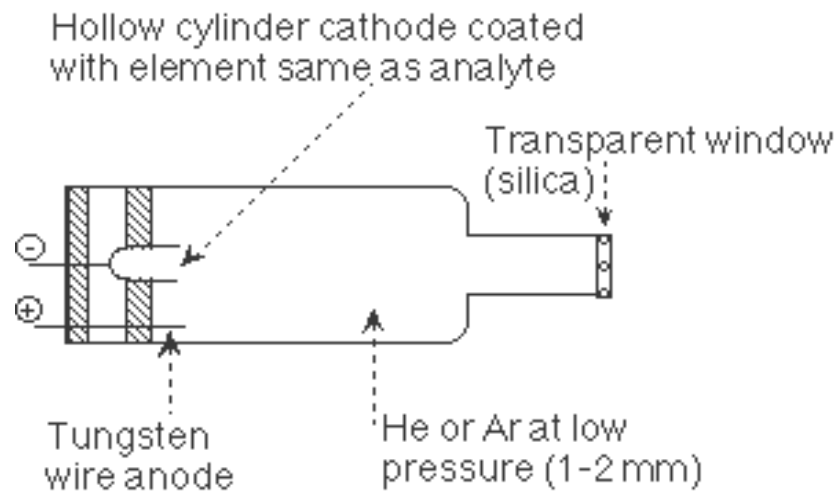 Hollow cylinder cathode coated
with element same as analyte
Transparent window
(silica)
-
+
Tungsten
wire anode
He or Ar at low
pressure (1-2 mm)